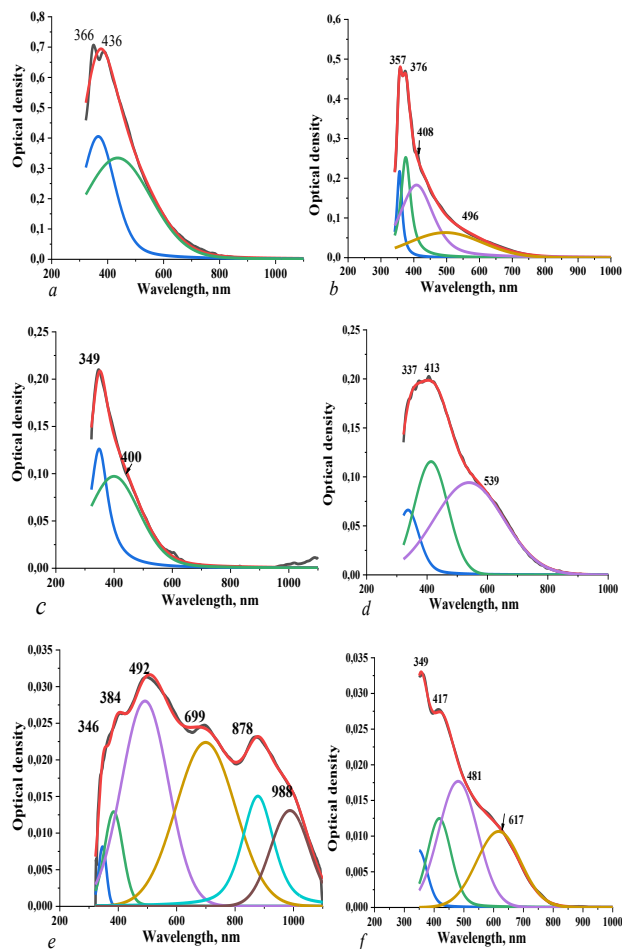 0,8
0,7
0,6
0,5
0,4
0,3
0,2
0,1
0,0
Optical density
366
436
200 400 600 800 1000
Wavelength, nm
a
0,6
0,5
0,4
0,3
0,2
0,1
0,0
Optical density
357
376
408
496
200 300 400 500 600 700 800 900 1000
Wavelength, nm
b
0,25
0,20
0,15
0,10
0,05
0,00
Optical density
349
400
200 400 600 800 1000
Wavelength, nm
c
0,25
0,20
0,15
0,10
0,05
0,00
Optical density
337 413
539
200 400 600 800 1000
Wavelength, nm
d
0,035
0,030
0,025
0,020
0,015
0,010
0,005
0,000
Optical density
346
384
492
699
878
988
200 400 600 800 1000
Wavelength, nm
e
0,035
0,030
0,025
0,020
0,015
0,010
0,005
0,000
Optical density
349
417
481
617
200 300 400 500 600 700 800 900 1000
Wavelength, nm
f